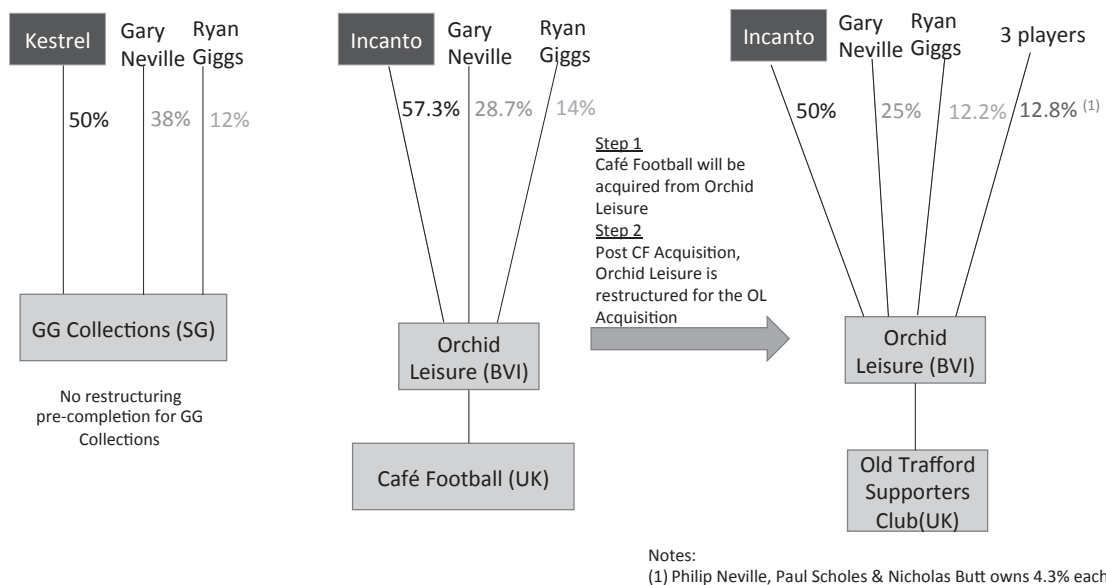 Kestrel
Gary
Neville
Ryan
Giggs
50%
38%
12%
GG Collections (SG)
No restructuring
pre-completion for GG
Collections
Incanto
Gary
Neville
Ryan
Giggs
57.3%
28.7%
14%
Orchid
Leisure (BVI)
Café Football (UK)
Step 1
Café Football will be
acquired from Orchid
Leisure
Step 2
Post CF Acquisition,
Orchid Leisure is
restructured for the OL
Acquisition
Incanto
Gary
Neville
Ryan
Giggs
3 players
50%
25%
12.2%
12.8% (1)
Orchid
Leisure (BVI)
Old Trafford
Supporters
Club(UK)
Notes:
(1) Philip Neville, Paul Scholes & Nicholas Butt owns 4.3% each